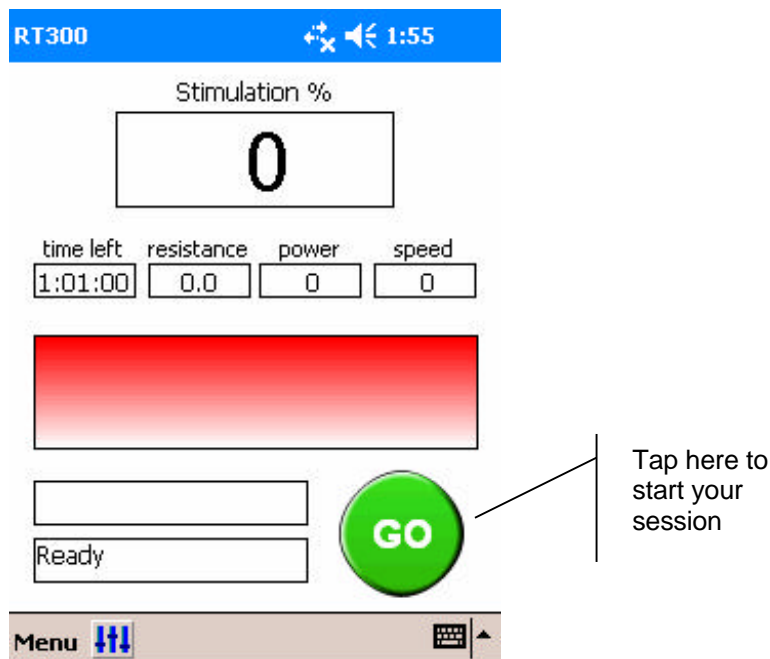 RT300 1:55
Stimulation %
0
time left resistance power speed
1:01:00 0.0 0 0
Tap here to
start your
session
GO
Ready
Menu